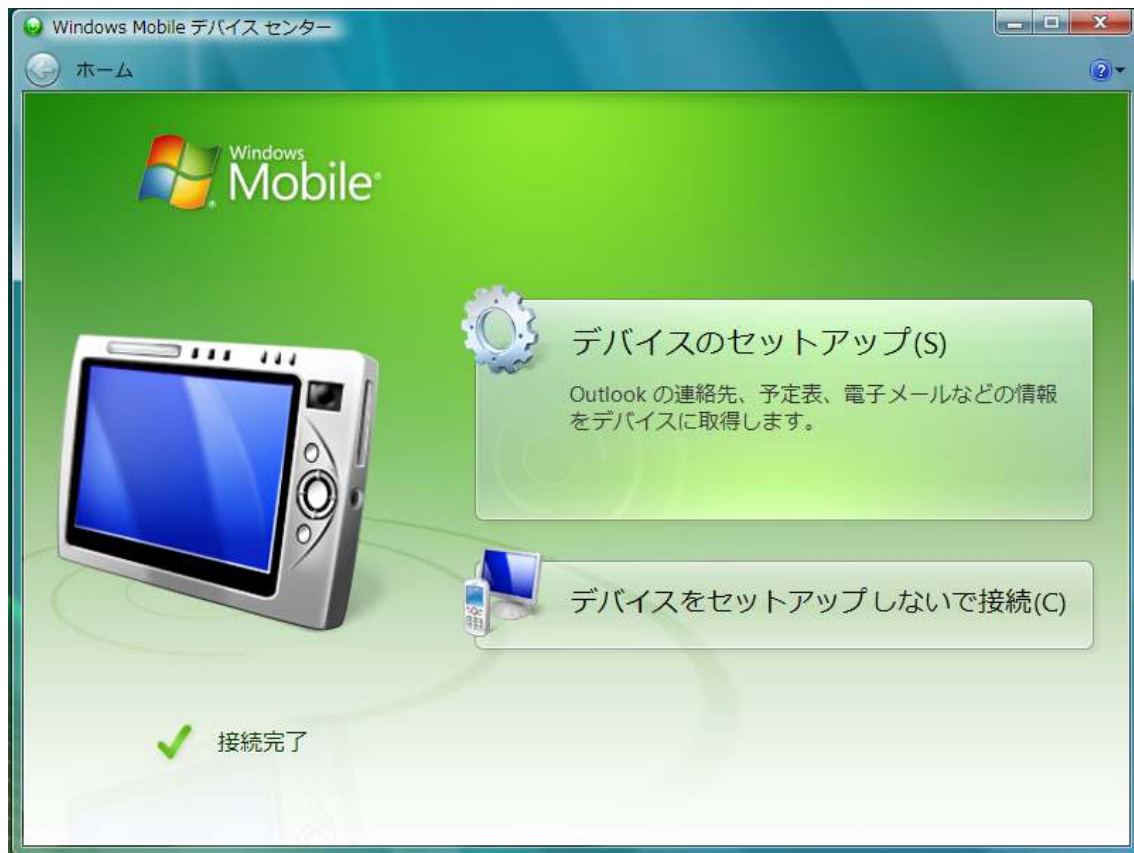 Windows Mobile デバイス センター
ホーム
Windows
Mobile®
デバイスのセットアップ(S)
Outlook の連絡先、予定表、電子メールなどの情報
をデバイスに取得します。
デバイスをセットアップしないで接続(C)
接続完了